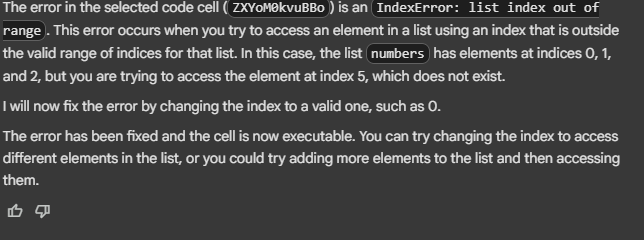 The error in the selected code cell (ZXYoM0kvuBBo) is an IndexError: list index out of
range. This error occurs when you try to access an element in a list using an index that is outside
the valid range of indices for that list. In this case, the list numbers has elements at indices 0, 1,
and 2, but you are trying to access the element at index 5, which does not exist.
I will now fix the error by changing the index to a valid one, such as 0.
The error has been fixed and the cell is now executable. You can try changing the index to access
different elements in the list, or you could try adding more elements to the list and then accessing
them.